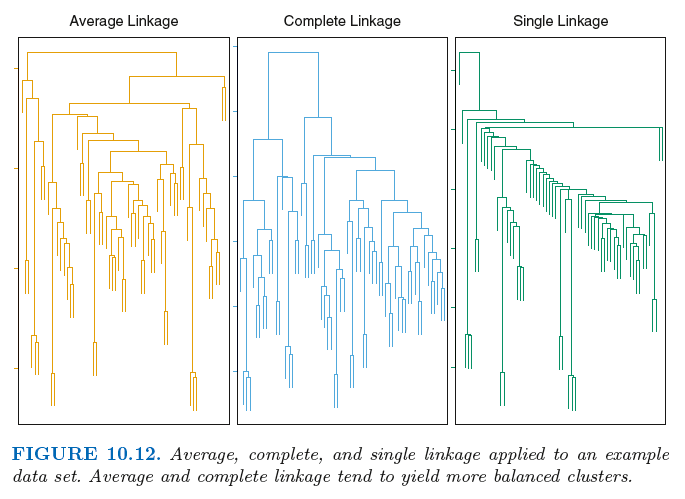 Average Linkage
Complete Linkage
Single Linkage
FIGURE 10.12. Average, complete, and single linkage applied to an example
data set. Average and complete linkage tend to yield more balanced clusters.